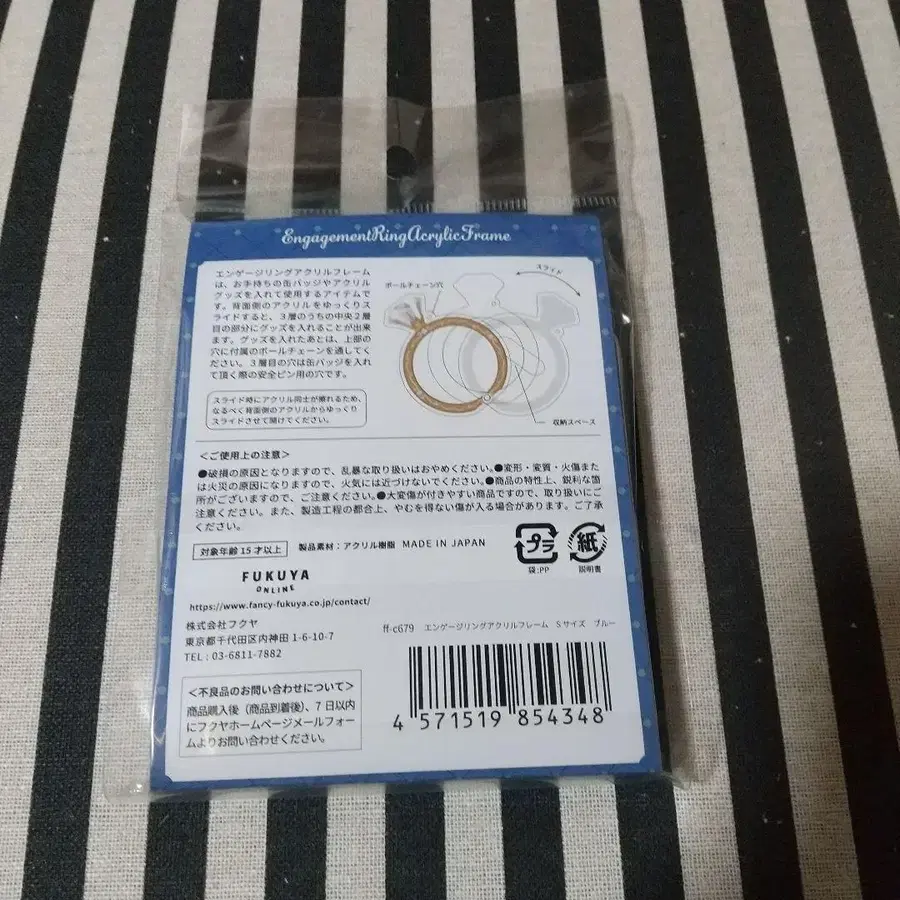 EngagementRingAcrylicFrame
エンゲージリングアクリルフレーム
は、お手持ちの缶バッジやアクリル
グッズを入れて使用するアイテムで
す。背面側のアクリルをゆっくりス
ライドすると、3層のうちの中央2層
目の部分にグッズを入れることが出来
ます。グッズを入れたあとは、上部の
穴に付属のボールチェーンを通してく
ださい。3層目の穴は缶バッジを入れ
て頂く際の安全ピン用の穴です。
スライド時にアクリル同士が擦れるため、
なるべく背面側のアクリルからゆっくり
スライドさせて開けてください。
ボールチェーン穴
スライド
収納スペース
<ご使用上の注意>
●破損の原因となりますので、乱暴な取り扱いはおやめください。●変形・変質・火傷また
は火災の原因になりますので、火気には近づけないでください。●商品の特性上、鋭利な箇
所がございますので、ご注意ください。●大変傷が付きやすい商品ですので、取り扱いにご
注意ください。また、製造工程の都合上、やむを得ない傷が入る場合があります。ご了承
ください。
対象年齢15才以上 製品素材:アクリル樹脂 MADE IN JAPAN
プラ
袋:PP
紙
説明書
FUKUYA
ONLINE
https://www.fancy-fukuya.co.jp/contact/
株式会社フクヤ
東京都千代田区内神田1-6-10-7
TEL:03-6811-7882
<不良品のお問い合わせについて>
商品購入後(商品到着後)、7日以内
にフクヤホームページメールフォー
ムよりお問い合わせください。
ff-c679 エンゲージリングアクリルフレーム Sサイズ ブルー
4 571519 854348